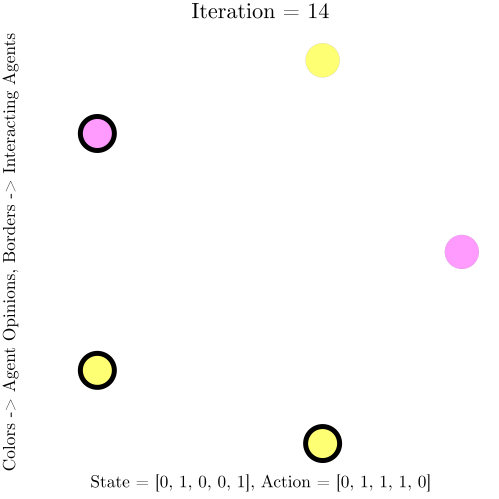 Iteration = 14
Colors -> Agent Opinions, Borders -> Interacting Agents
State = [0, 1, 0, 0, 1], Action = [0, 1, 1, 1, 0]